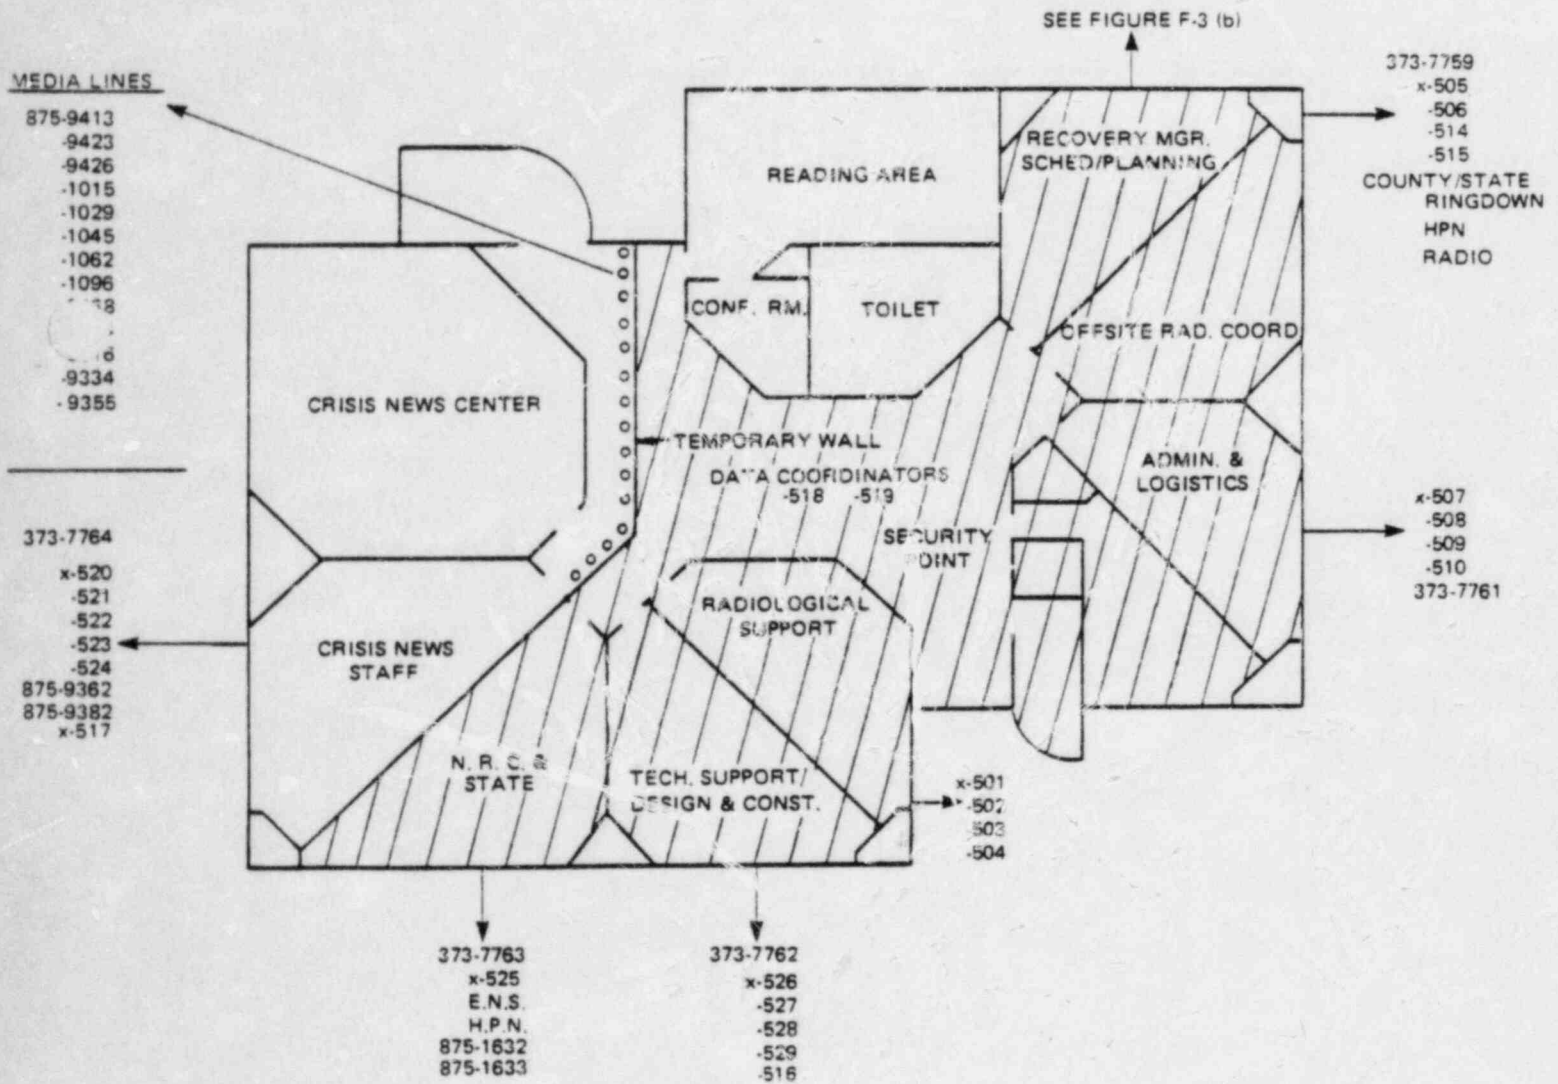 SEE FIGURE F-3 (b)
MEDIA LINES
875-9413
-9423
-9426
-1015
-1029
-1045
-1062
-1096
-9334
-9355
373-7764
x-520
-521
-522
-523
-524
875-9362
875-9382
x-517
373-7759
x-505
-506
-514
-515
COUNTY/STATE
RINGDOWN
HPN
RADIO
READING AREA
RECOVERY MGR.
SCHED/PLANNING
CONF. RM.
TOILET
OFFSITE RAD. COORD
CRISIS NEWS CENTER
TEMPORARY WALL
DATA COORDINATORS
-518 -519
ADMIN. &
LOGISTICS
SECURITY
POINT
x-507
-508
-509
-510
373-7761
RADIOLOGICAL
SUPPORT
CRISIS NEWS
STAFF
N. R. C. &
STATE
TECH. SUPPORT/
DESIGN & CONST.
x-501
-502
-503
-504
373-7763
x-525
E.N.S.
H.P.N.
875-1632
875-1633
373-7762
x-526
-527
-528
-529
-516